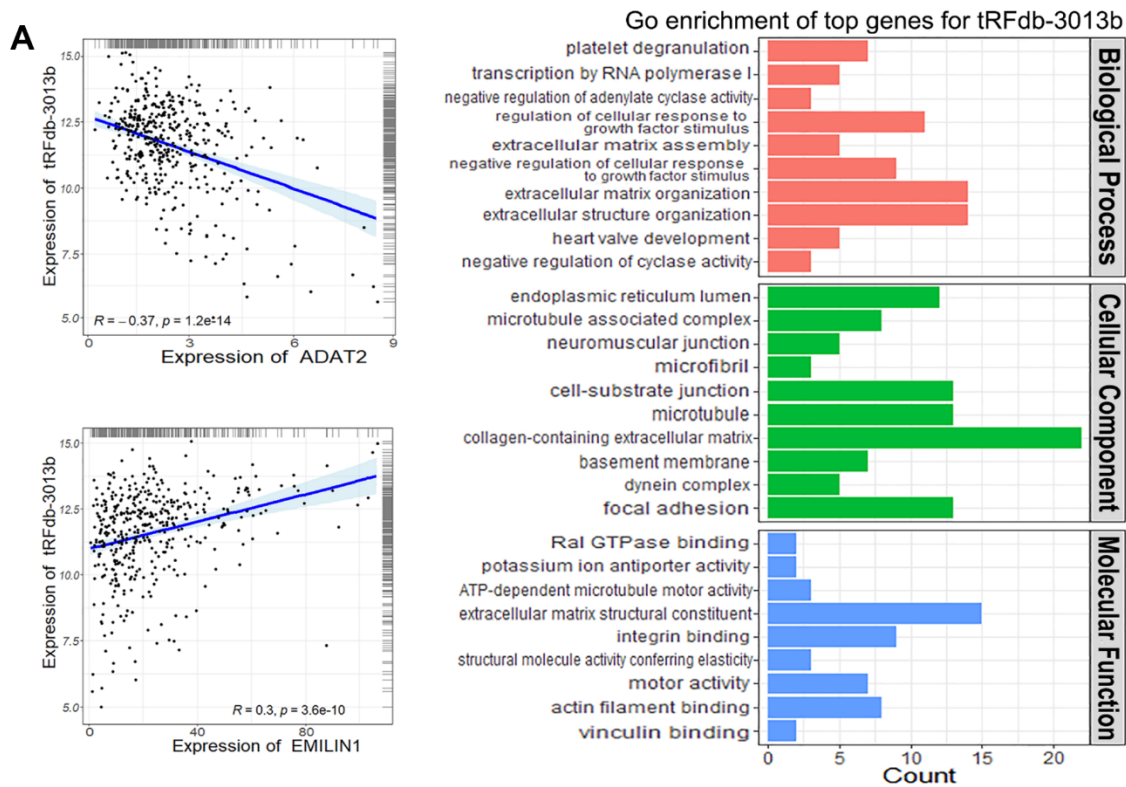 A
15.0
12.5
10.0
7.5
5.0
Expression of tRFdb-3013b
R = −0.37, p = 1.2e-14
0
3
6
9
Expression of ADAT2
15.0
12.5
10.0
7.5
5.0
Expression of tRFdb-3013b
R = 0.3, p = 3.6e-10
0
40
80
Expression of EMILIN1
Go enrichment of top genes for tRFdb-3013b
platelet degranulation
transcription by RNA polymerase I
negative regulation of adenylate cyclase activity
regulation of cellular response to
growth factor stimulus
extracellular matrix assembly
negative regulation of cellular response
to growth factor stimulus
extracellular matrix organization
extracellular structure organization
heart valve development
negative regulation of cyclase activity
Biological Process
endoplasmic reticulum lumen
microtubule associated complex
neuromuscular junction
microfibril
cell-substrate junction
microtubule
collagen-containing extracellular matrix
basement membrane
dynein complex
focal adhesion
Cellular Component
Ral GTPase binding
potassium ion antiporter activity
ATP-dependent microtubule motor activity
extracellular matrix structural constituent
integrin binding
structural molecule activity conferring elasticity
motor activity
actin filament binding
vinculin binding
Molecular Function
0
5
10
15
20
Count